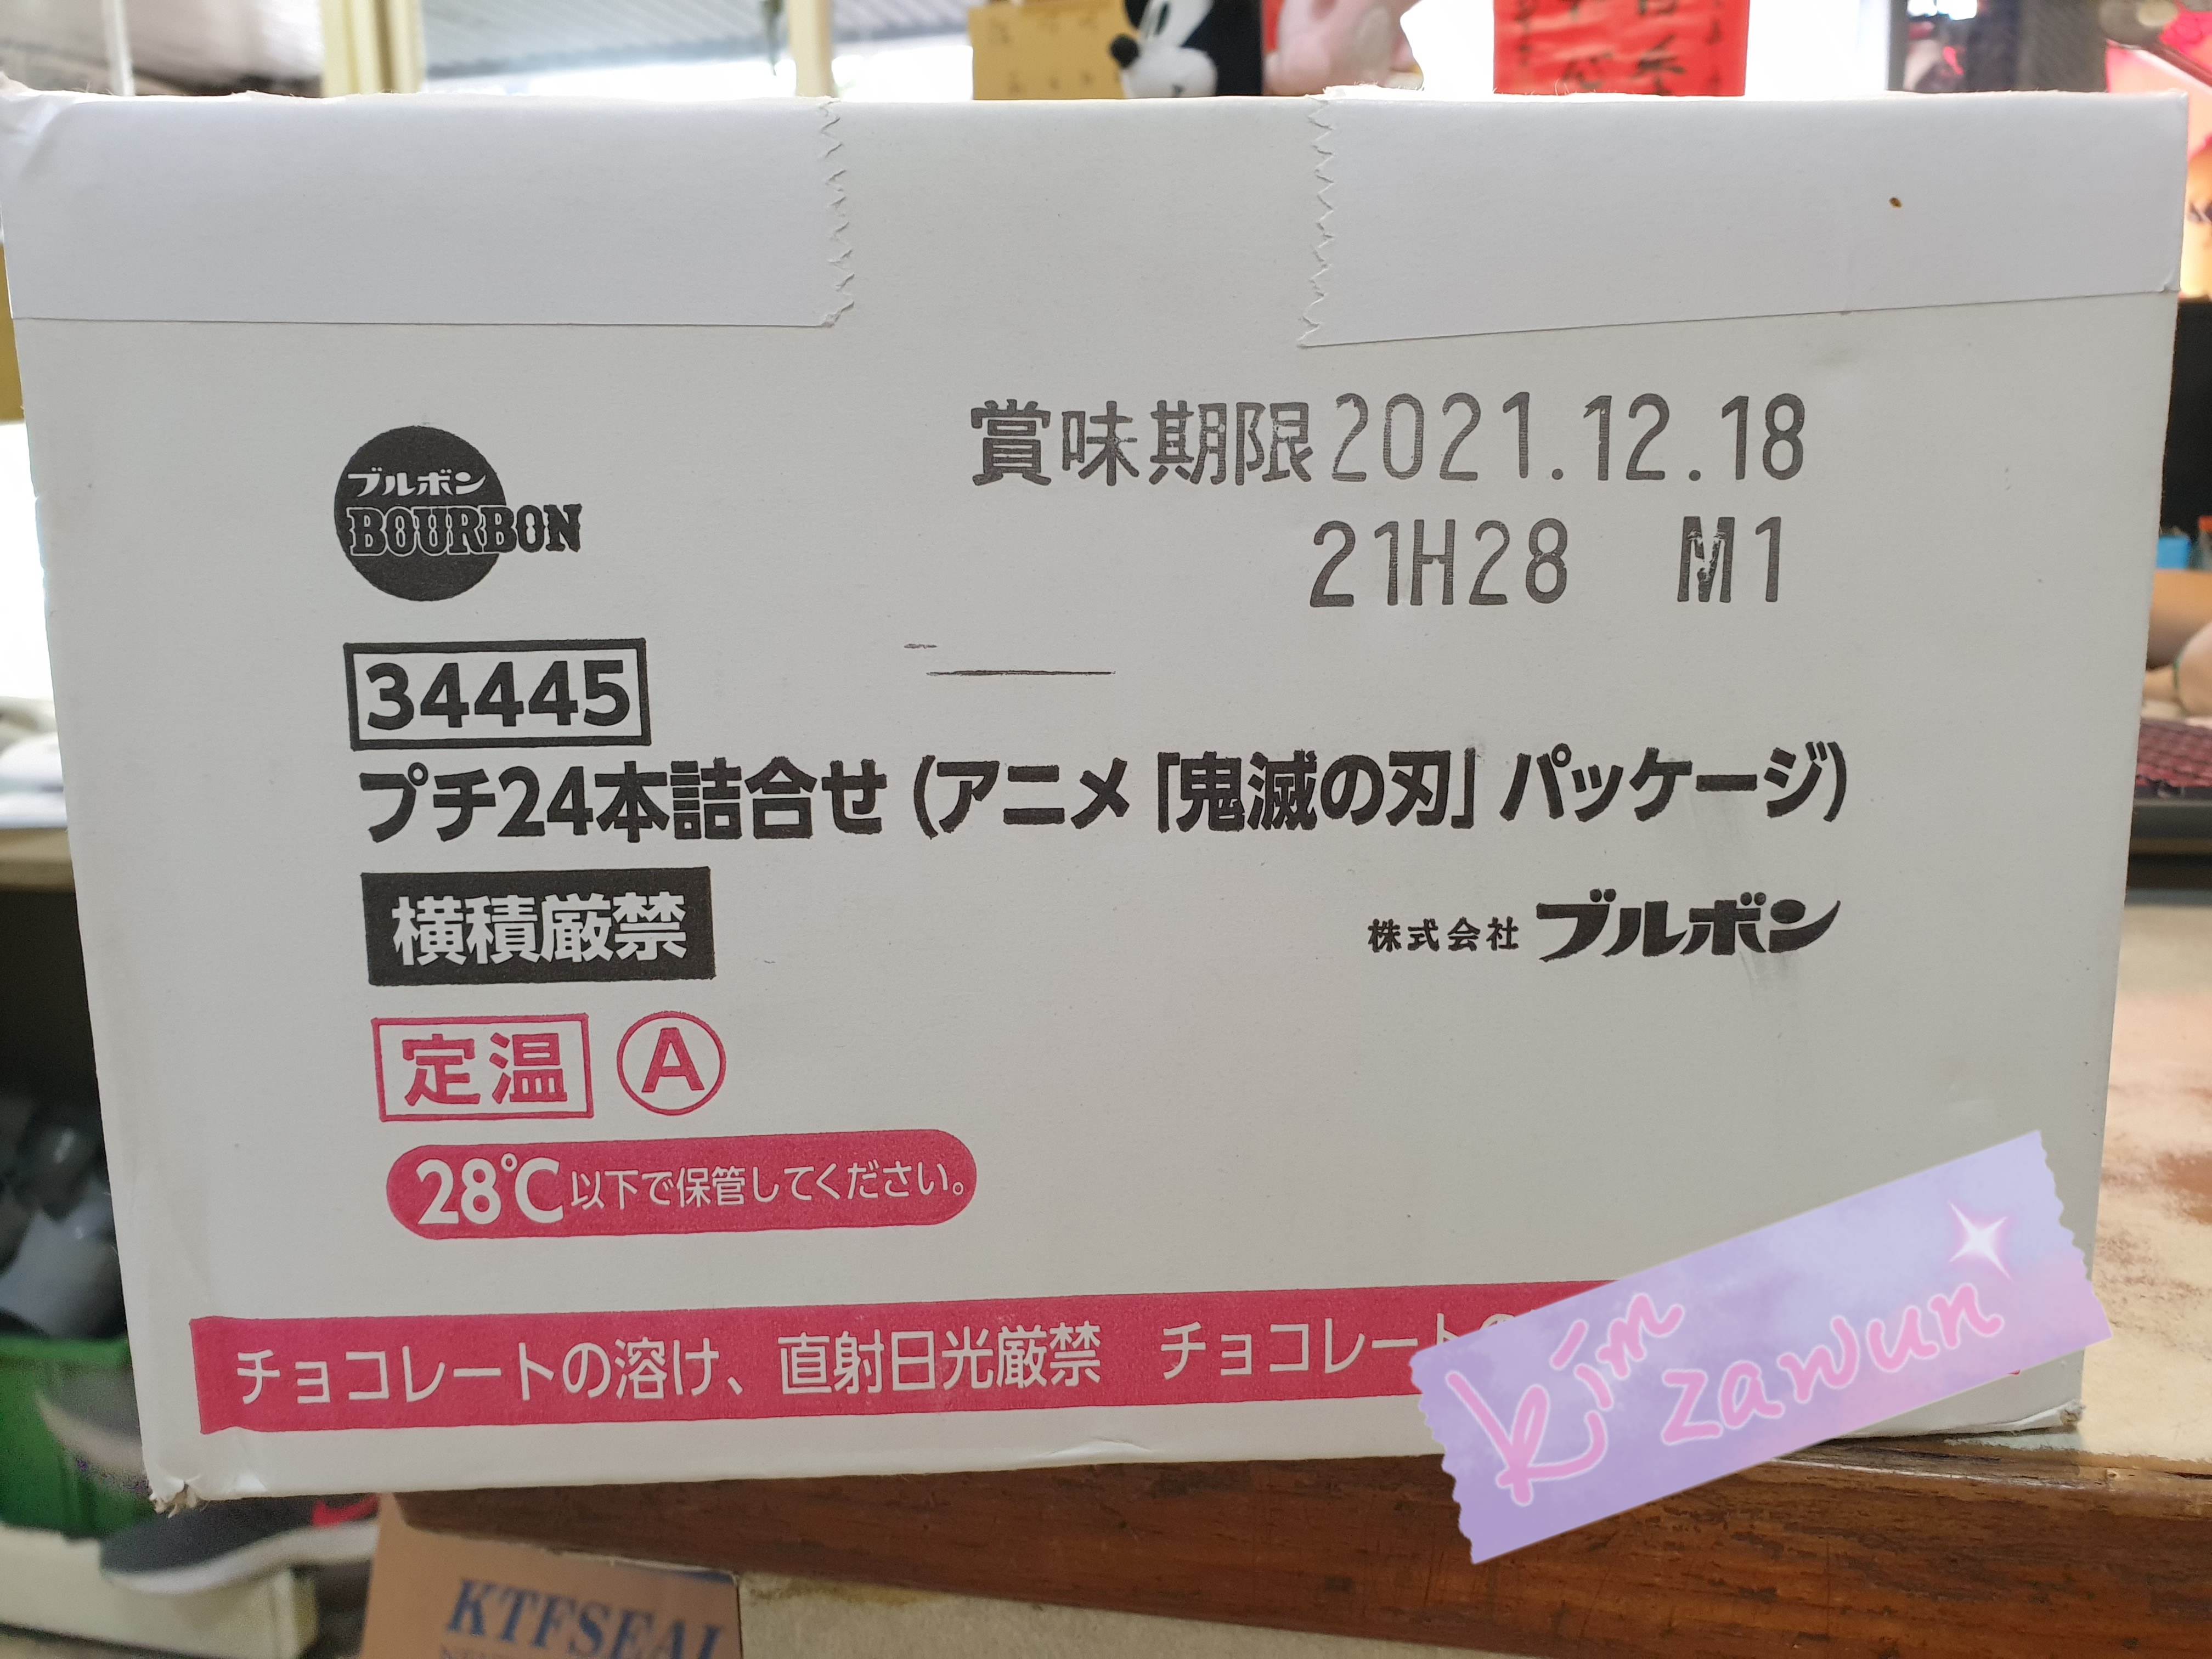 賞味期限2021.12.18
21H28 M1
ブルボン
BOURBON
34445
プチ24本詰合せ(アニメ「鬼滅の刃」パッケージ)
横積厳禁
株式会社ブルボン
定温 Ⓐ
28℃以下で保管してください。
チョコレートの溶け、直射日光厳禁 チョコレート
kim
zawun
KTFSEAL